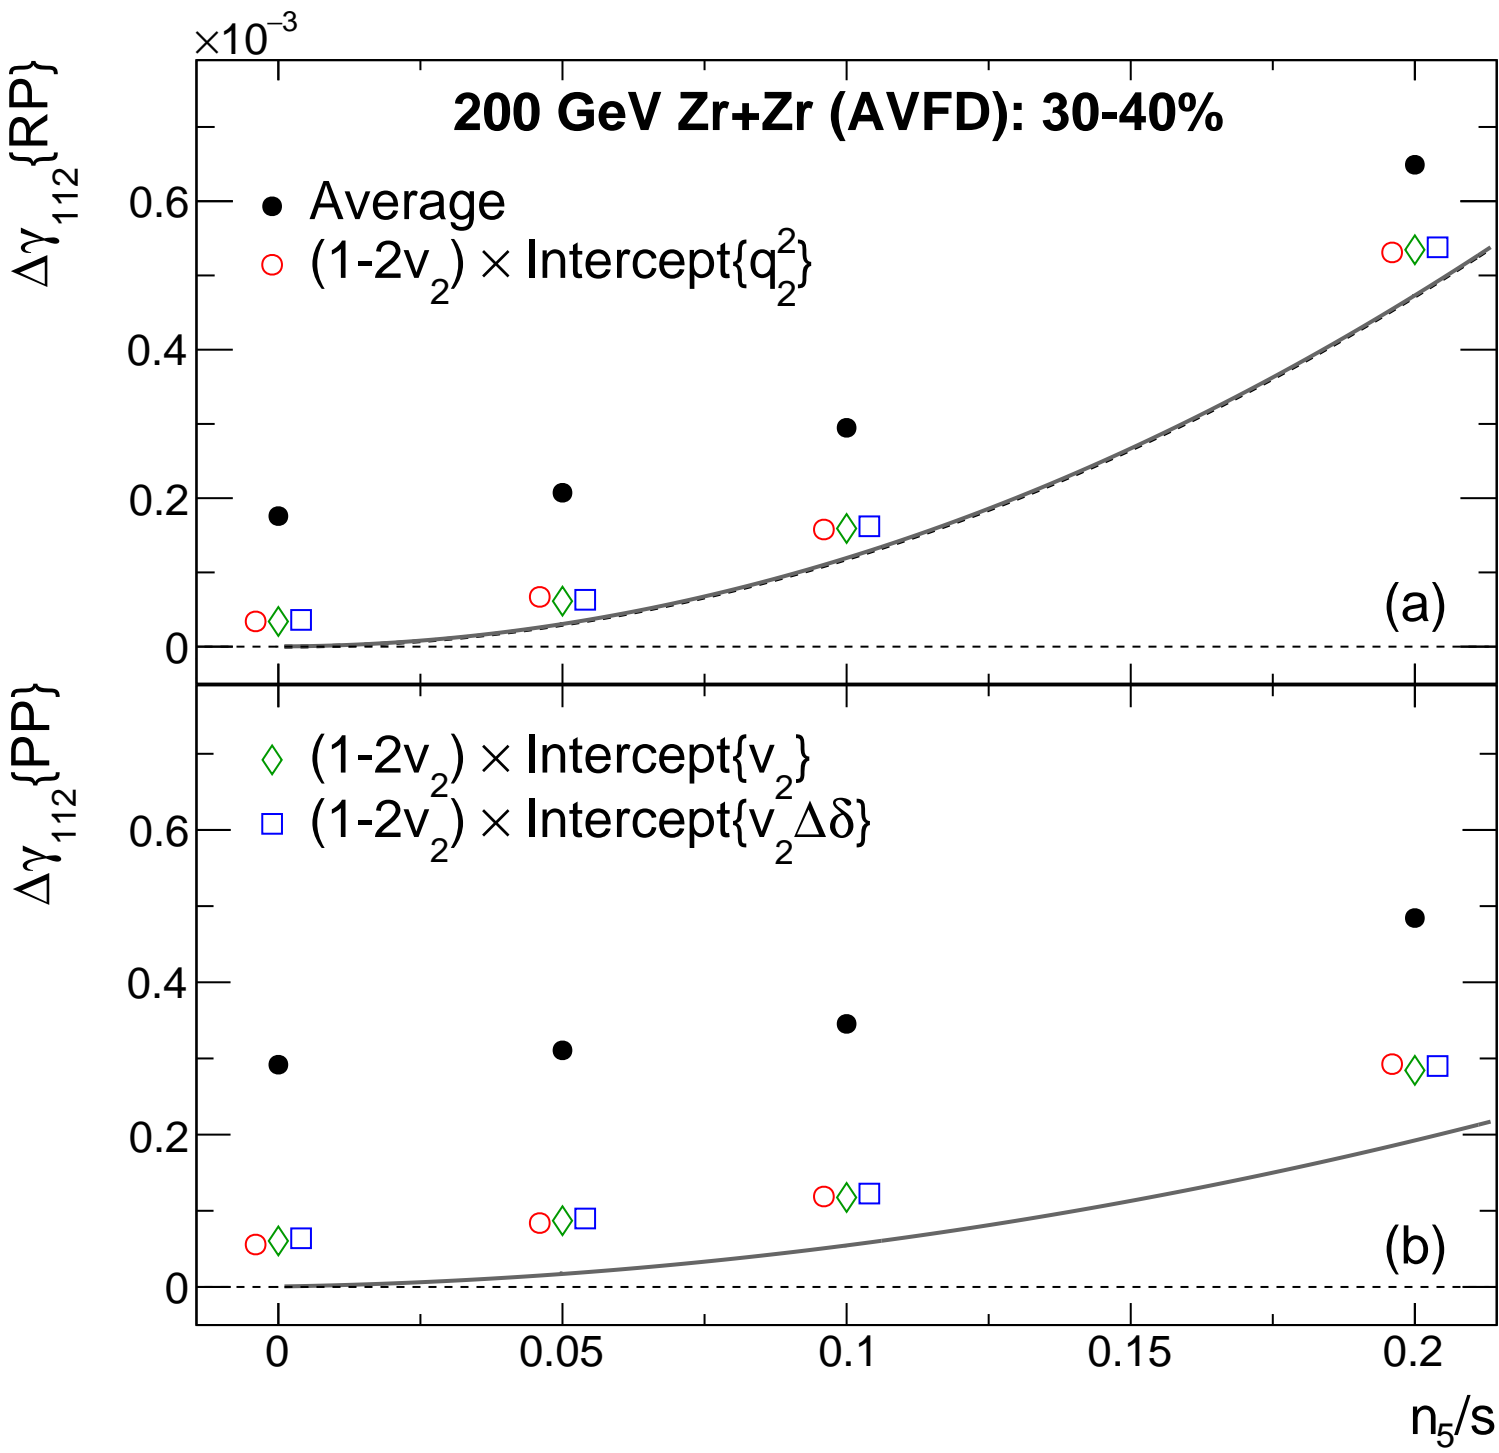 ×10⁻³
Δγ₁₁₂{RP}
200 GeV Zr+Zr (AVFD): 30-40%
Average
(1-2v₂) × Intercept{q₂²}
0.6
0.4
0.2
0
(a)
Δγ₁₁₂{PP}
(1-2v₂) × Intercept{v₂}
(1-2v₂) × Intercept{v₂Δδ}
0.6
0.4
0.2
0
(b)
0 0.05 0.1 0.15 0.2
n₅/s